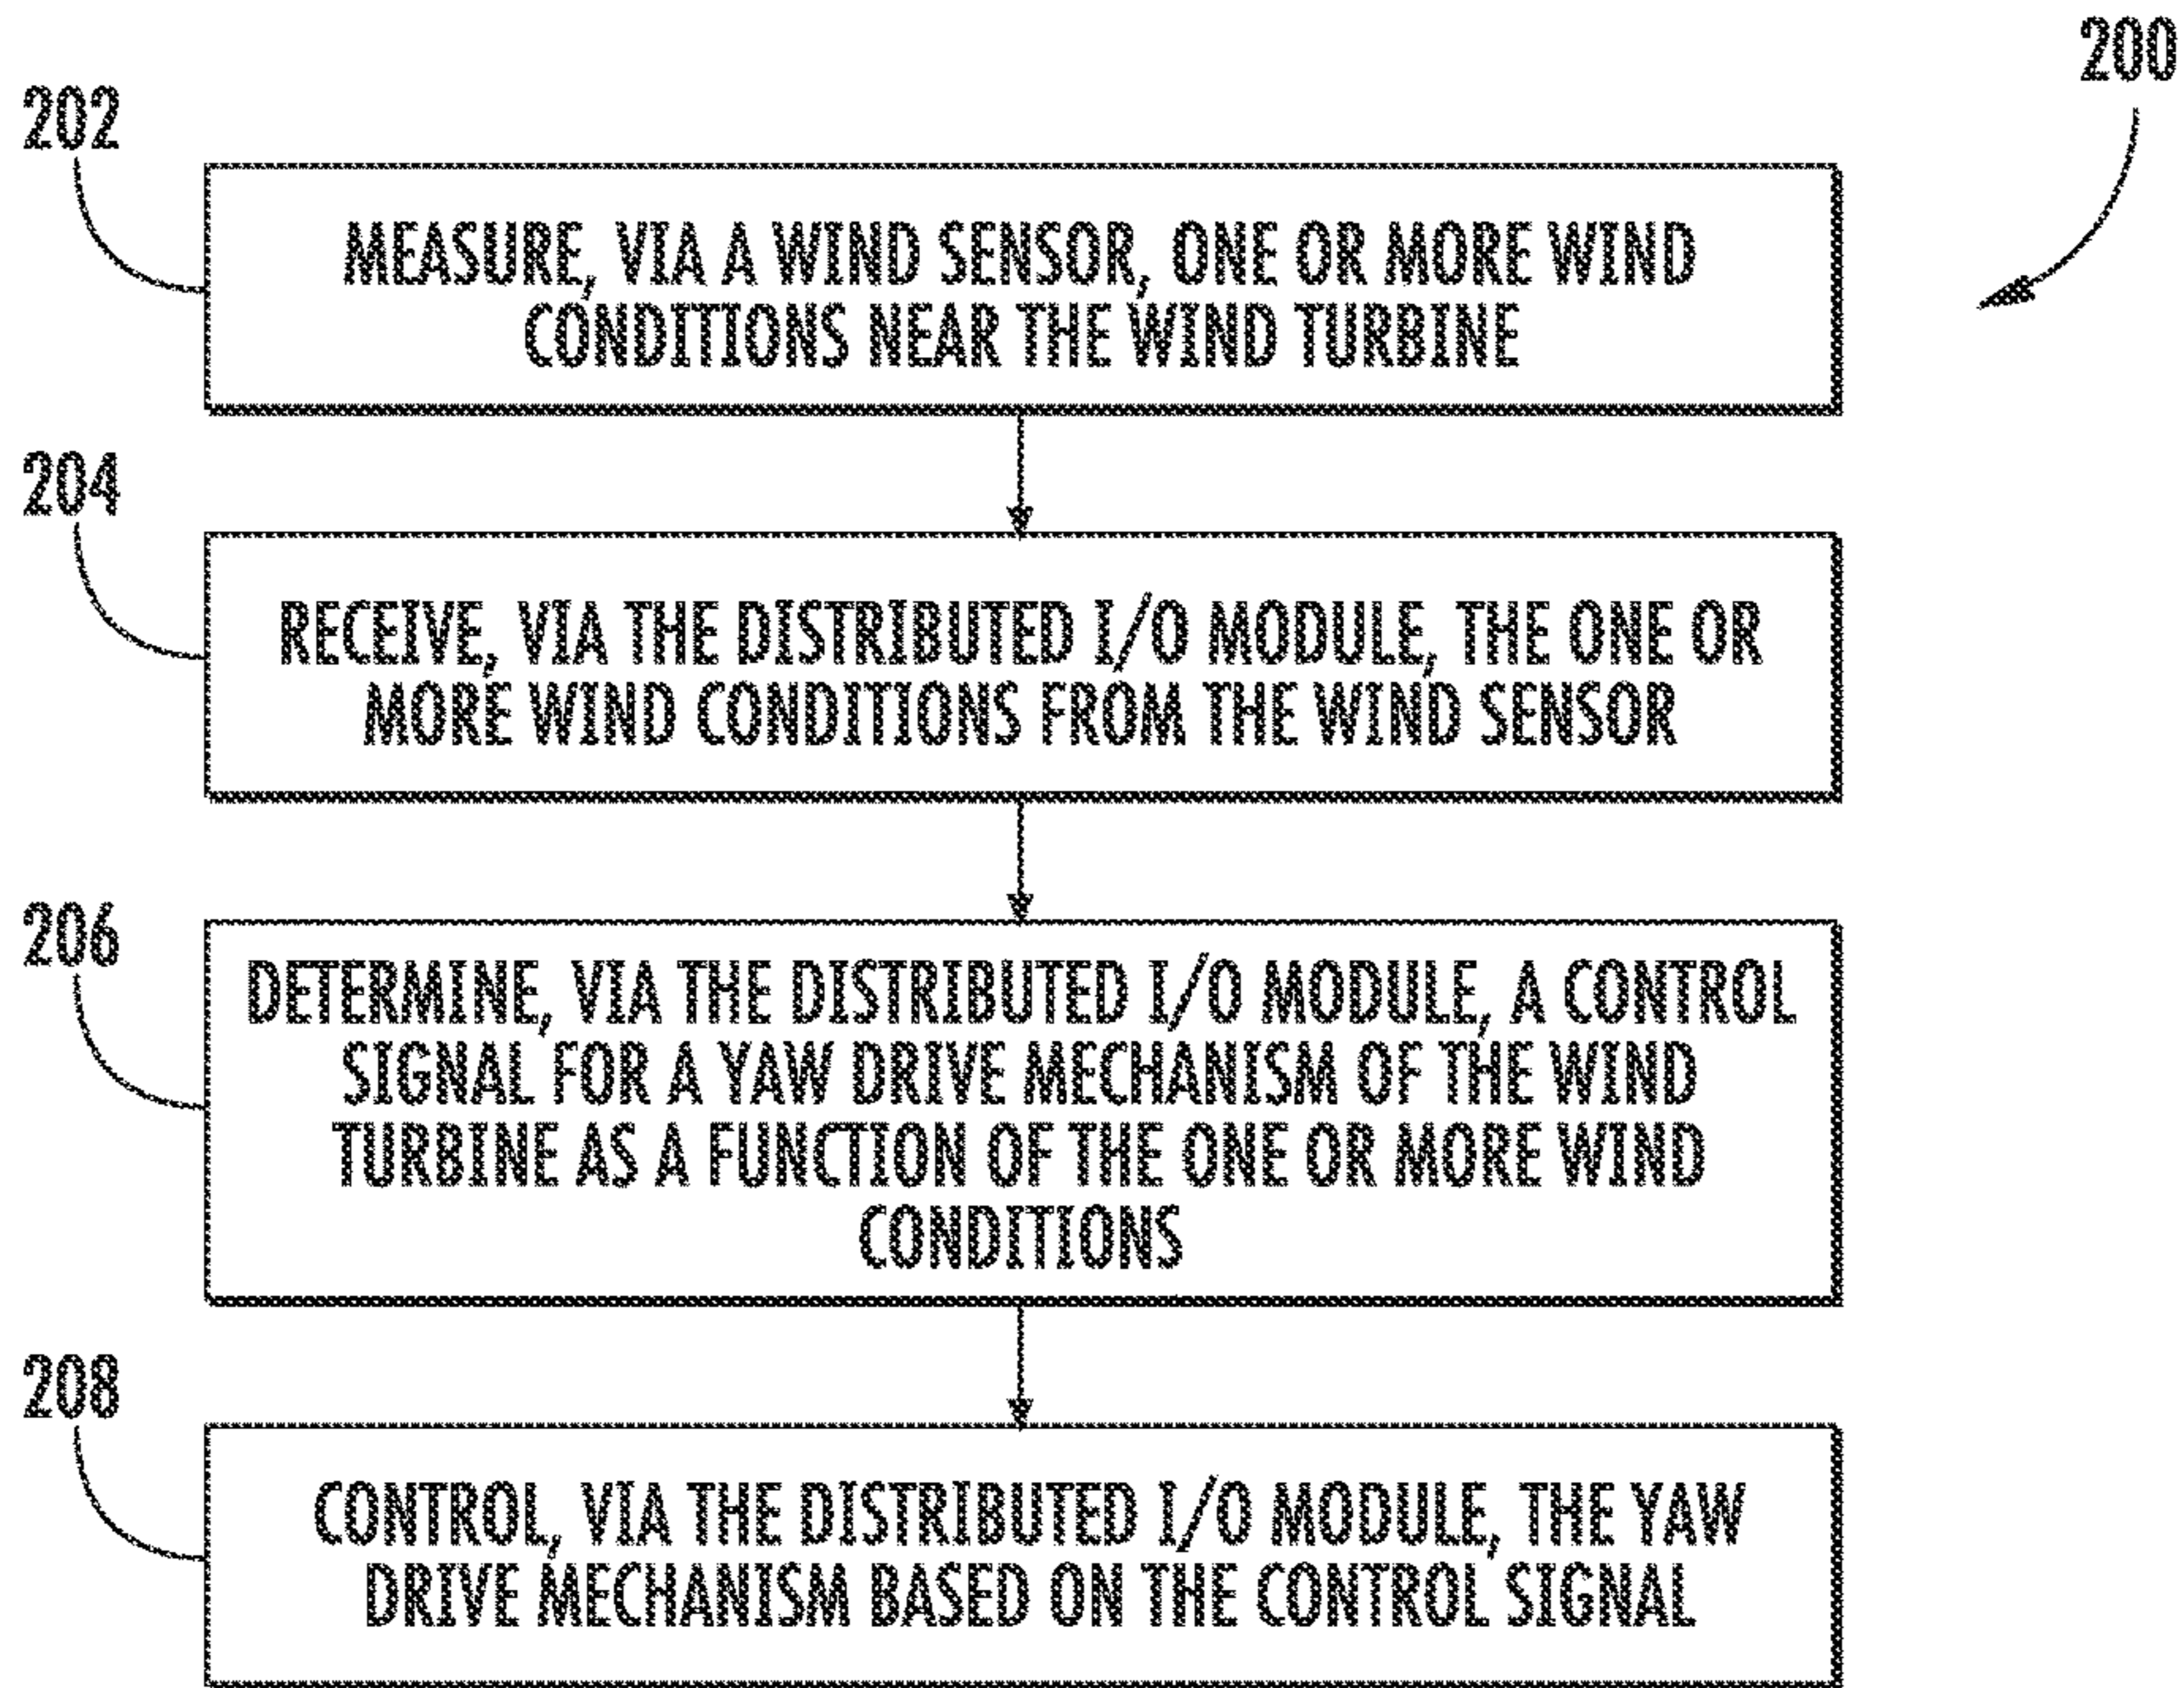 200
202
MEASURE, VIA A WIND SENSOR, ONE OR MORE WIND
CONDITIONS NEAR THE WIND TURBINE
204
RECEIVE, VIA THE DISTRIBUTED I/O MODULE, THE ONE OR
MORE WIND CONDITIONS FROM THE WIND SENSOR
206
DETERMINE, VIA THE DISTRIBUTED I/O MODULE, A CONTROL
SIGNAL FOR A YAW DRIVE MECHANISM OF THE WIND
TURBINE AS A FUNCTION OF THE ONE OR MORE WIND
CONDITIONS
208
CONTROL, VIA THE DISTRIBUTED I/O MODULE, THE YAW
DRIVE MECHANISM BASED ON THE CONTROL SIGNAL